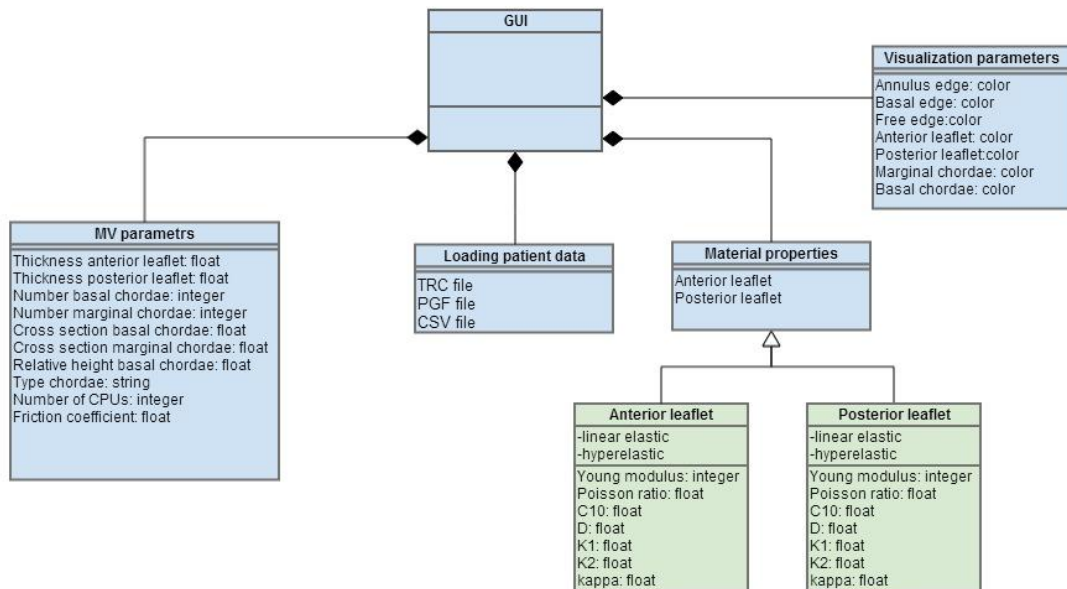 GUI
Visualization parameters
Annulus edge: color
Basal edge: color
Free edge:color
Anterior leaflet: color
Posterior leaflet:color
Marginal chordae: color
Basal chordae: color
MV parametrs
Thickness anterior leaflet: float
Thickness posterior leaflet: float
Number basal chordae: integer
Number marginal chordae: integer
Cross section basal chordae: float
Cross section marginal chordae: float
Relative height basal chordae: float
Type chordae: string
Number of CPUs: integer
Friction coefficient: float
Loading patient data
TRC file
PGF file
CSV file
Material properties
Anterior leaflet
Posterior leaflet
Anterior leaflet
-linear elastic
-hyperelastic
Young modulus: integer
Poisson ratio: float
C10: float
D: float
K1: float
K2: float
kappa: float
Posterior leaflet
-linear elastic
-hyperelastic
Young modulus: integer
Poisson ratio: float
C10: float
D: float
K1: float
K2: float
kappa: float